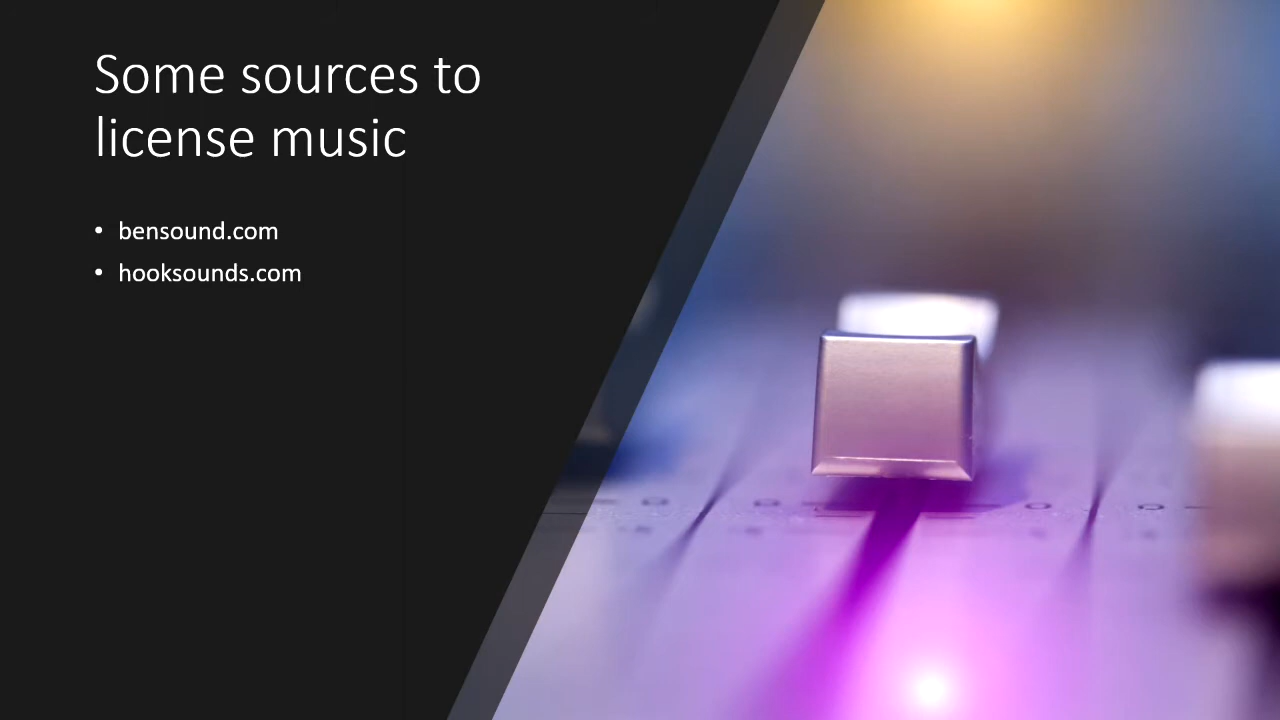 Some sources to
license music
• bensound.com
• hooksounds.com